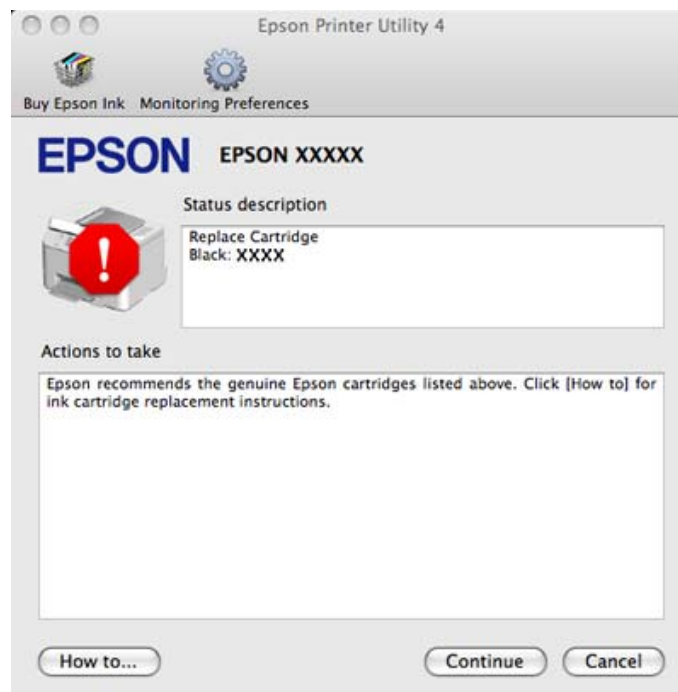 Epson Printer Utility 4
Buy Epson Ink Monitoring Preferences
EPSON EPSON XXXXX
Status description
Replace Cartridge
Black: XXXX
Actions to take
Epson recommends the genuine Epson cartridges listed above. Click [How to] for
ink cartridge replacement instructions.
How to... Continue Cancel